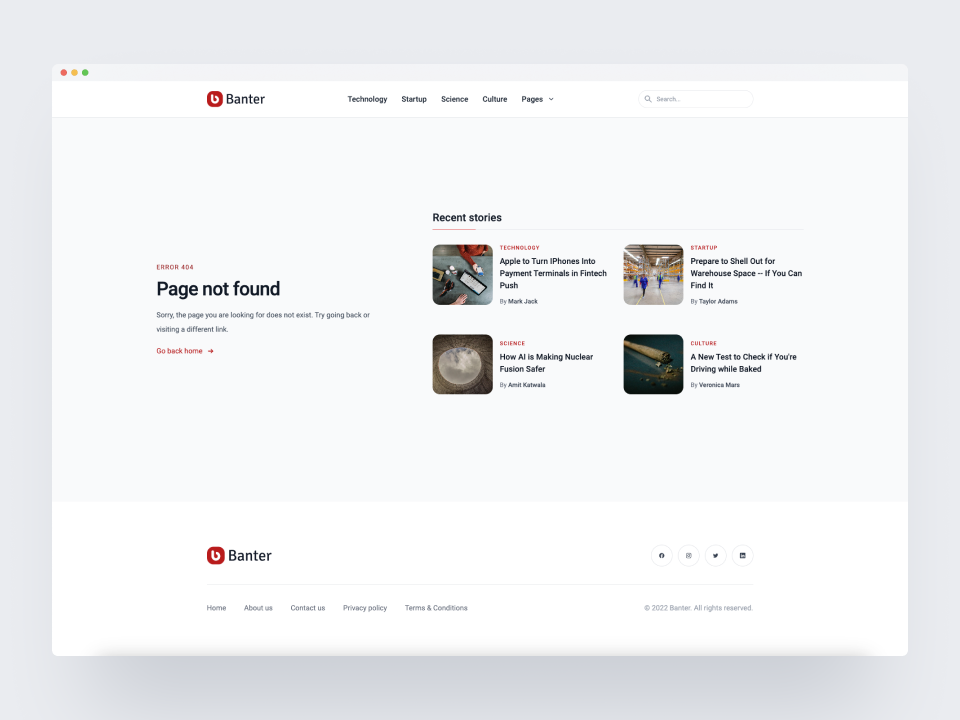 Banter
Technology
Startup
Science
Culture
Pages
Search...
ERROR 404
Page not found
Sorry, the page you are looking for does not exist. Try going back or
visiting a different link.
Go back home
Recent stories
TECHNOLOGY
Apple to Turn IPhones Into
Payment Terminals in Fintech
Push
By Mark Jack
STARTUP
Prepare to Shell Out for
Warehouse Space -- If You Can
Find It
By Taylor Adams
SCIENCE
How AI is Making Nuclear
Fusion Safer
By Amit Katwala
CULTURE
A New Test to Check if You're
Driving while Baked
By Veronica Mars
Banter
Home
About us
Contact us
Privacy policy
Terms & Conditions
© 2022 Banter. All rights reserved.